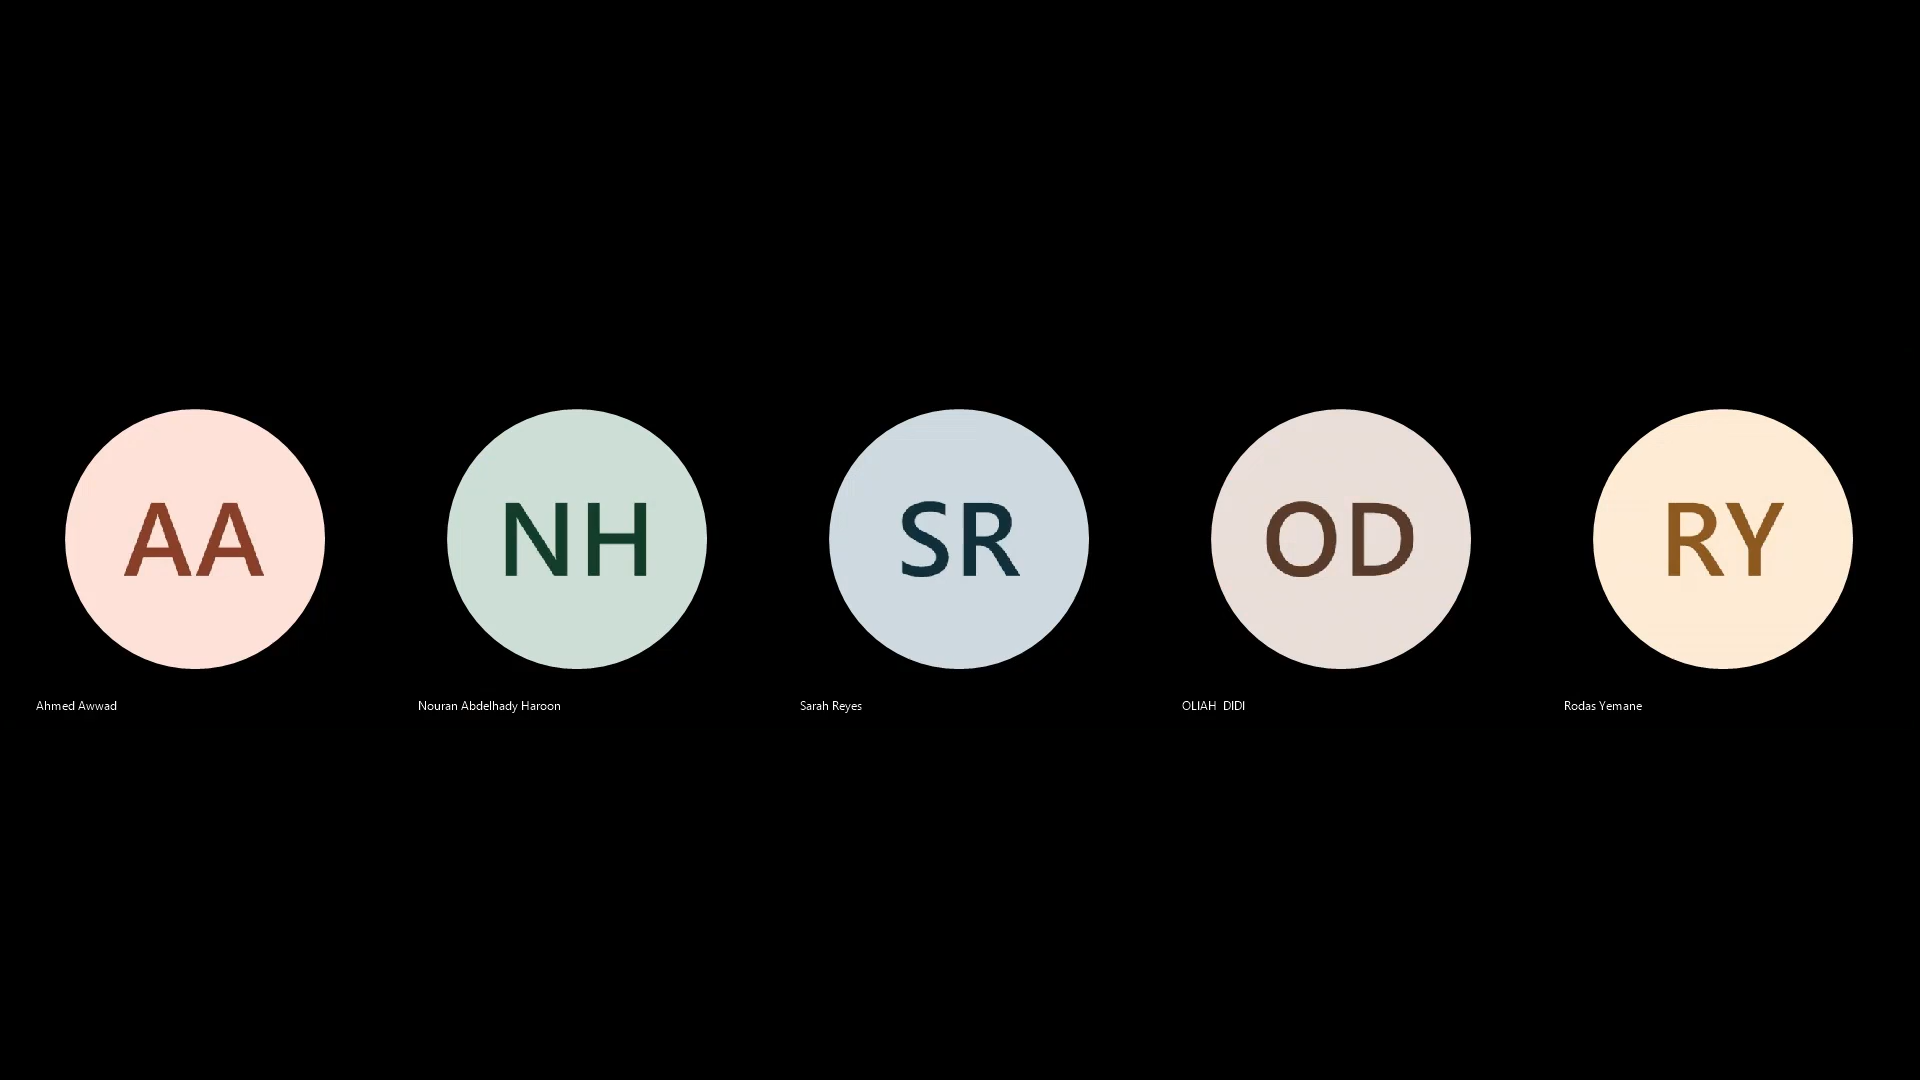 AA
NH
SR
OD
RY
Ahmed Awwad
Nouran Abdelhady Haroon
Sarah Reyes
OLIAH  DIDI
Rodas Yemane